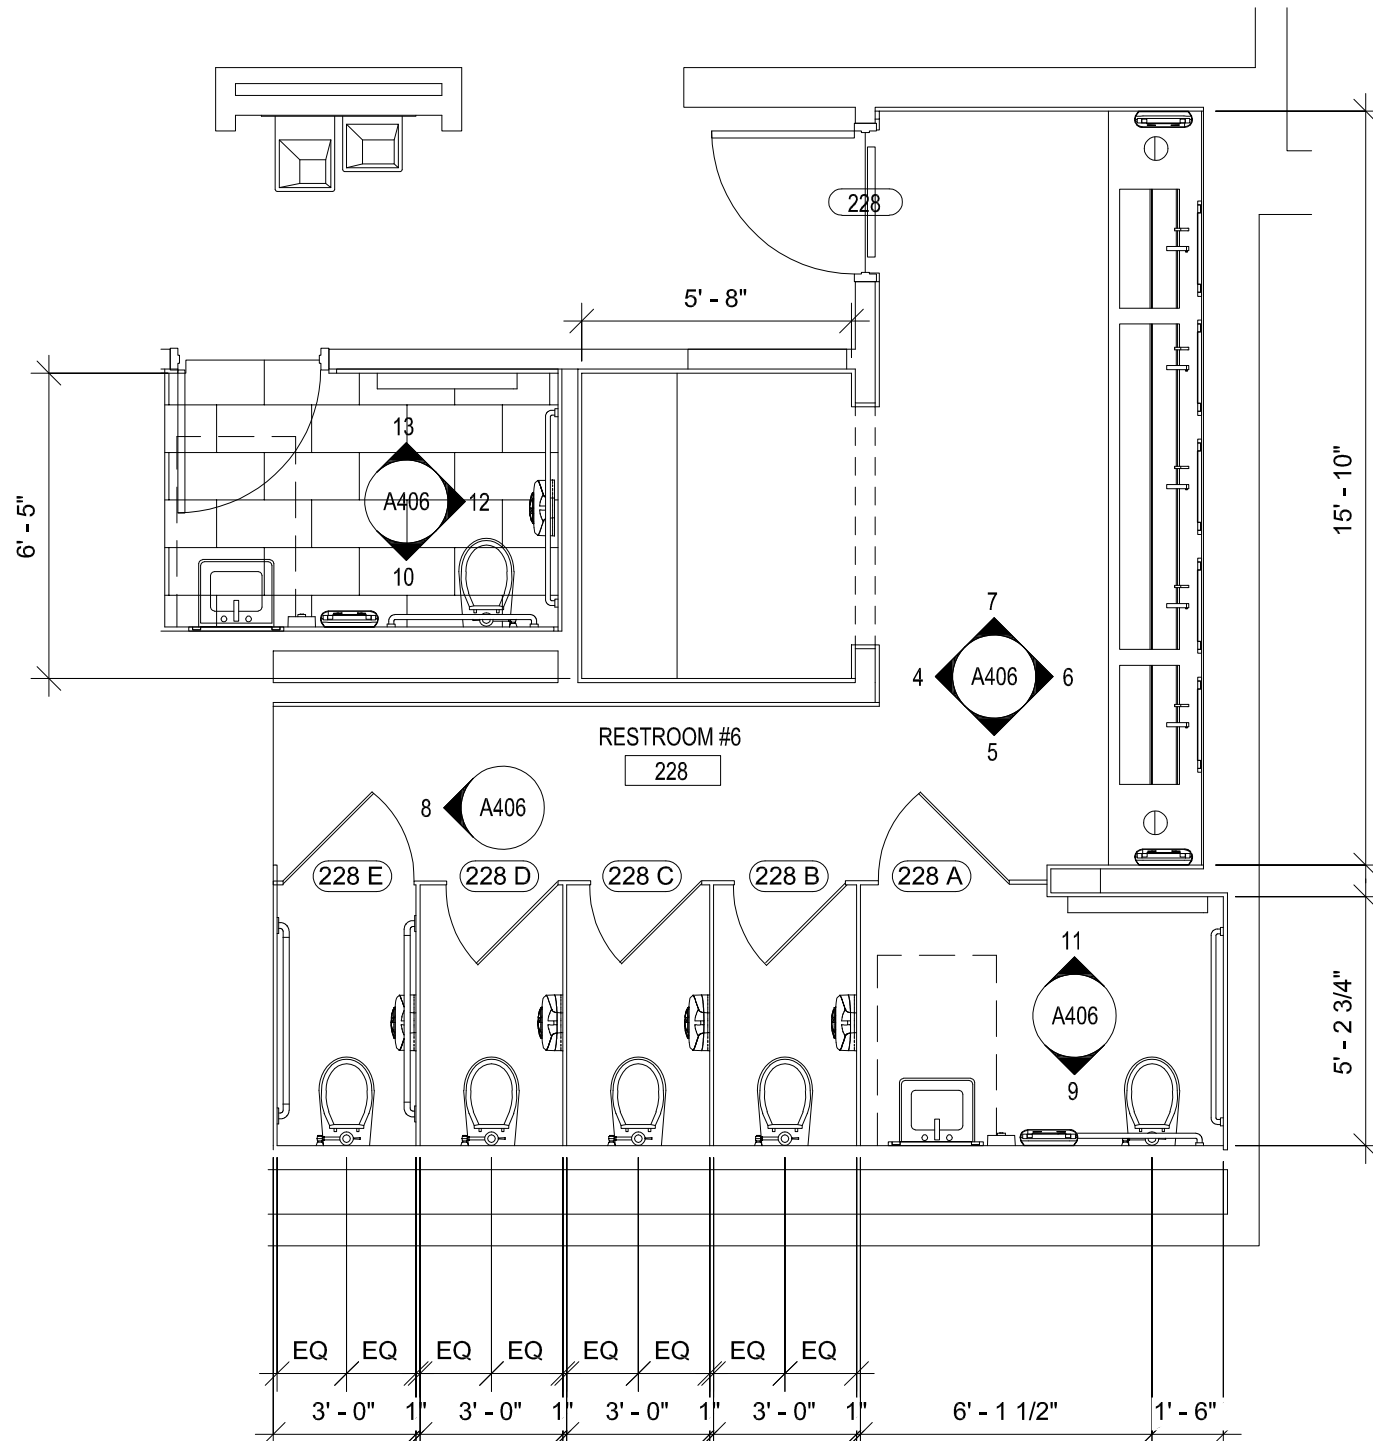 228
5' - 8"
13
A406
12
10
6' - 5"
15' - 10"
7
4
A406
6
5
RESTROOM #6
228
8
A406
228 E
228 D
228 C
228 B
228 A
11
A406
9
5' - 2 3/4"
EQ EQ EQ EQ EQ EQ EQ EQ
3' - 0" 1" 3' - 0" 1" 3' - 0" 1" 3' - 0" 1" 6' - 1 1/2" 1' - 6"